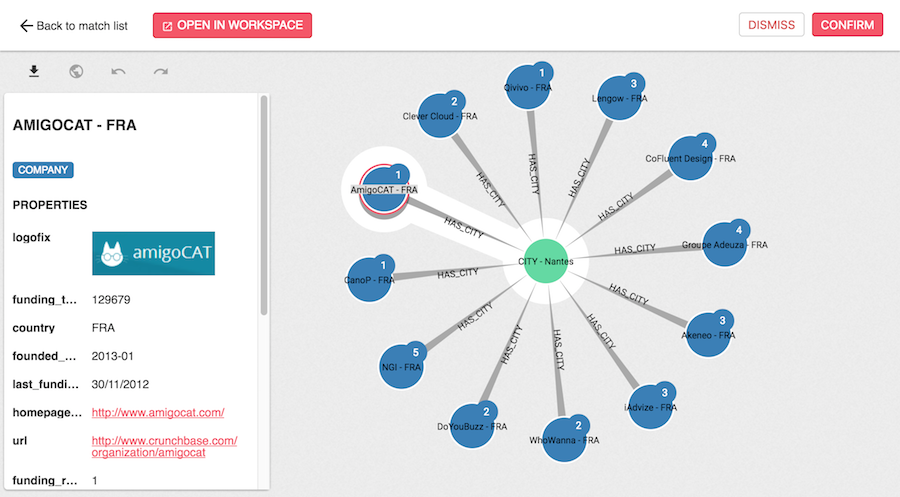 Back to match list
OPEN IN WORKSPACE
DISMISS
CONFIRM
AMIGOCAT - FRA
COMPANY
PROPERTIES
logofix
amigoCAT
funding_t... 129679
country FRA
founded_... 2013-01
last_fundi... 30/11/2012
homepage... http://www.amigocat.com/
url http://www.crunchbase.com/
organization/amigocat
funding_r... 1
1
Qivivo - FRA
HAS_CITY
3
Lengow - FRA
HAS_CITY
2
Clever Cloud - FRA
HAS_CITY
4
CoFluent Design - FRA
HAS_CITY
1
AmigoCAT - FRA
HAS_CITY
4
Groupe Adeuza - FRA
HAS_CITY
CITY - Nantes
1
CanoP - FRA
HAS_CITY
3
Akeneo - FRA
HAS_CITY
5
NGI - FRA
HAS_CITY
3
iAdvize - FRA
HAS_CITY
2
DoYouBuzz - FRA
HAS_CITY
2
WhoWanna - FRA
HAS_CITY